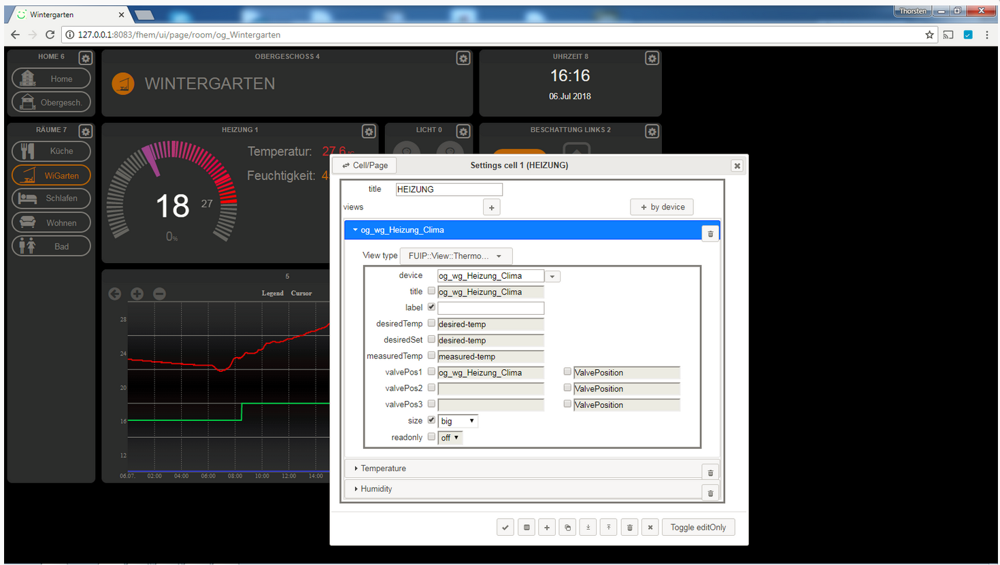 Wintergarten
Thorsten
127.0.0.1:8083/fhem/ui/page/room/og_Wintergarten
HOME 6
Home
Obergesch.
OBERGESCHOSS 4
WINTERGARTEN
UHRZEIT 8
16:16
06.Jul 2018
RÄUME 7
Küche
WiGarten
Schlafen
Wohnen
Bad
HEIZUNG 1
18
27
0%
Temperatur: 27.6
Feuchtigkeit: 4
LICHT 0
BESCHATTUNG LINKS 2
5
Legend Cursor
28
24
20
16
12
06.07. 02:00 04:00 06:00 08:00 10:00 12:00 14:00
Cell/Page
Settings cell 1 (HEIZUNG)
title HEIZUNG
views + + by device
og_wg_Heizung_Clima
View type FUIP::View::Thermo...
device og_wg_Heizung_Clima
title og_wg_Heizung_Clima
label
desiredTemp desired-temp
desiredSet desired-temp
measuredTemp measured-temp
valvePos1 og_wg_Heizung_Clima ValvePosition
valvePos2 ValvePosition
valvePos3 ValvePosition
size big
readonly off
Temperature
Humidity
Toggle editOnly